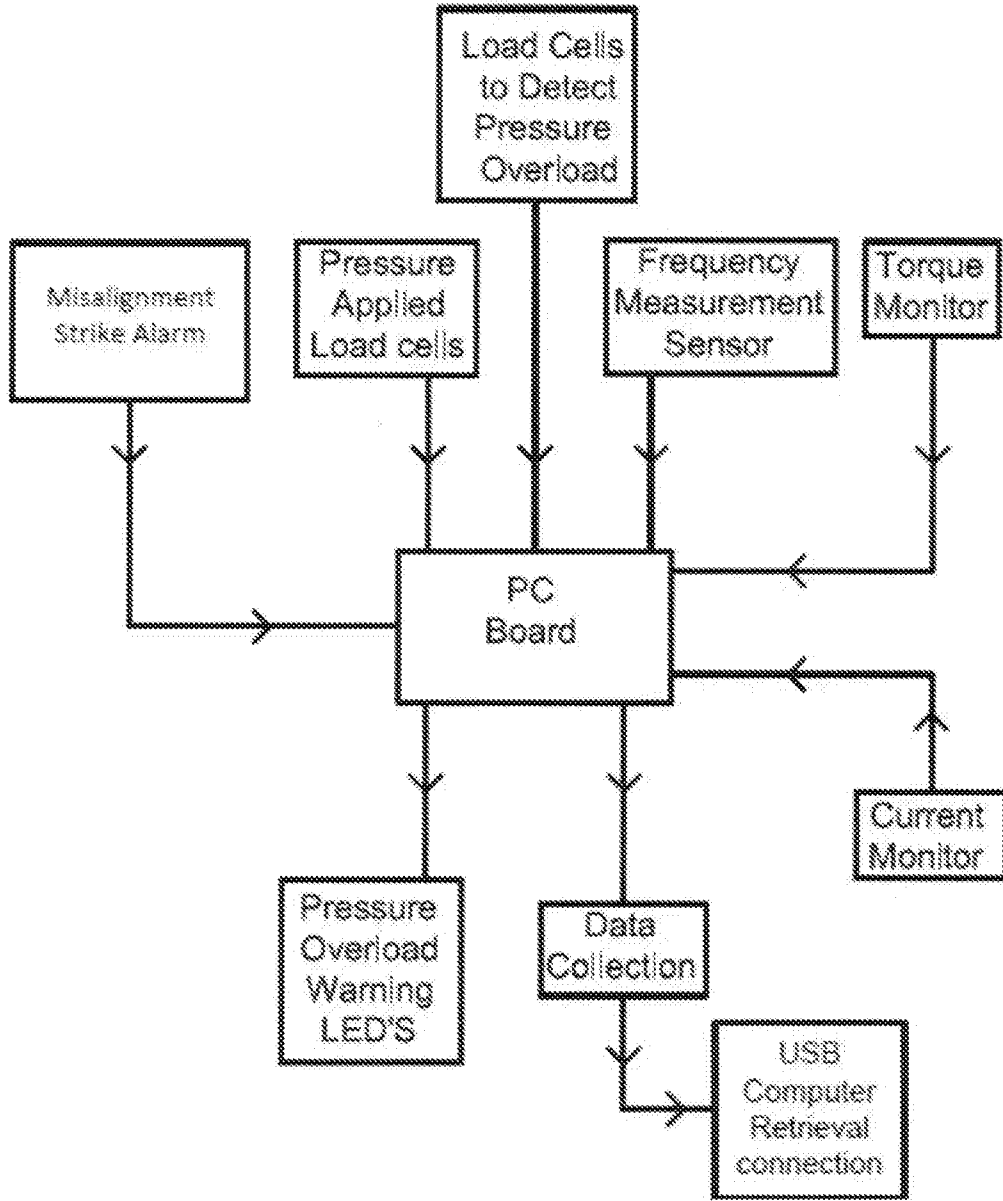 Load Cells
to Detect
Pressure
Overload
Misalignment
Strike Alarm
Pressure
Applied
Load cells
Frequency
Measurement
Sensor
Torque
Monitor
PC
Board
Current
Monitor
Pressure
Overload
Warning
LED'S
Data
Collection
USB
Computer
Retrieval
connection